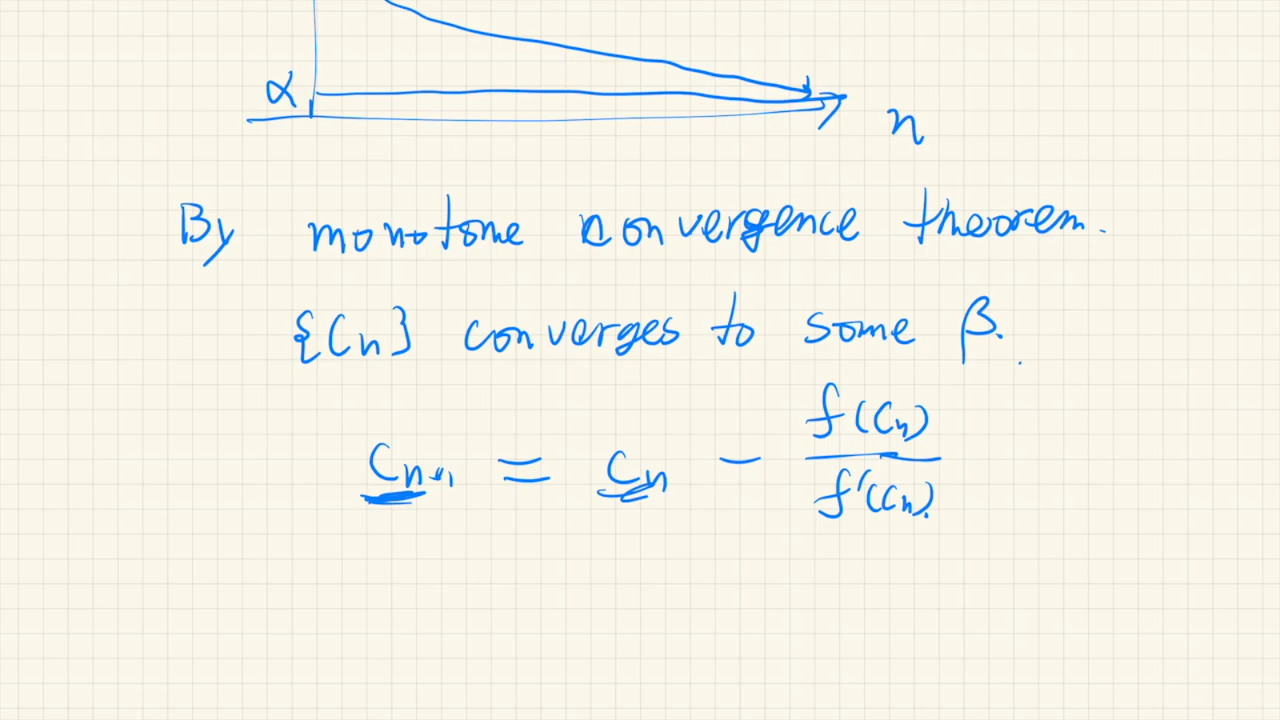 α
n
By monotone convergence theorem.
{Cn} converges to some β.
Cn+1 = Cn - f(Cn) / f'(Cn).